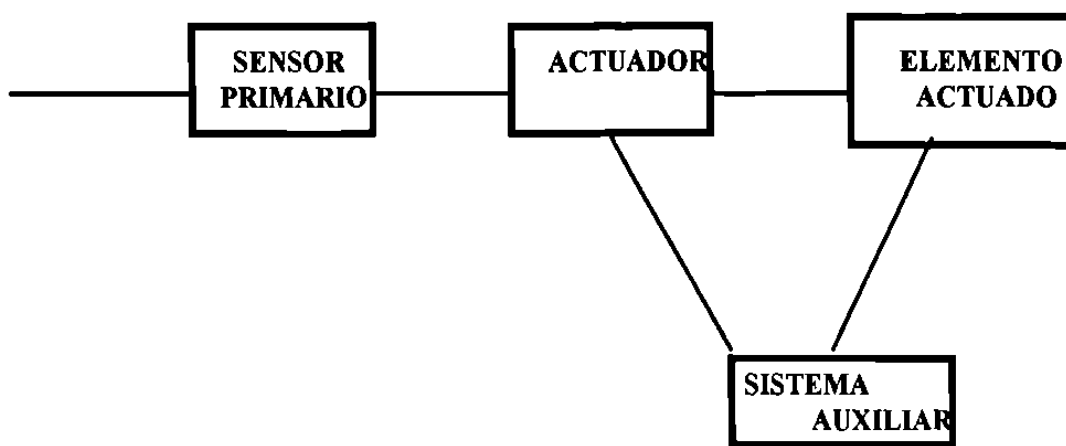 SENSOR
PRIMARIO
ACTUADOR
ELEMENTO
ACTUADO
SISTEMA
AUXILIAR